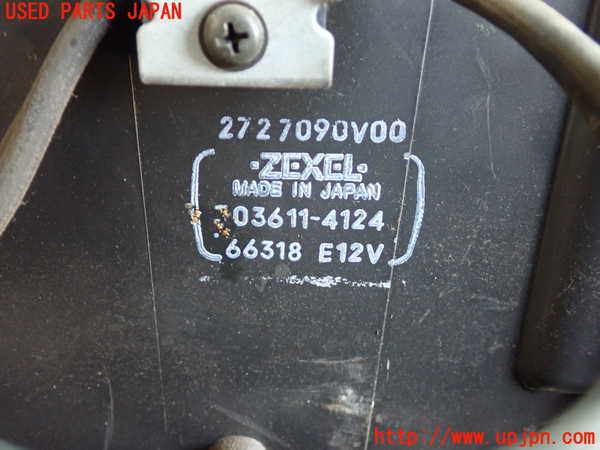 USED PARTS JAPAN
2727090V00
·ZEXEL·
MADE IN JAPAN
03611-4124
66318 E12V
http://www.upjpn.com/